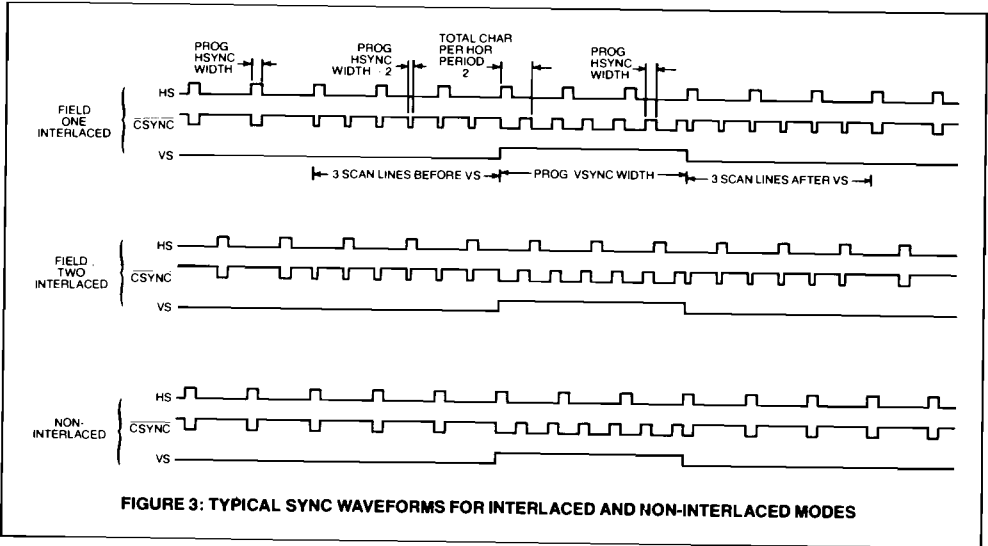 PROG
HSYNC
WIDTH
PROG
HSYNC
WIDTH ÷ 2
TOTAL CHAR
PER HOR
PERIOD
2
PROG
HSYNC
WIDTH
FIELD
ONE
INTERLACED
HS
CSYNC
VS
3 SCAN LINES BEFORE VS
PROG VSYNC WIDTH
3 SCAN LINES AFTER VS
FIELD
TWO
INTERLACED
HS
CSYNC
VS
NON-
INTERLACED
HS
CSYNC
VS
FIGURE 3: TYPICAL SYNC WAVEFORMS FOR INTERLACED AND NON-INTERLACED MODES